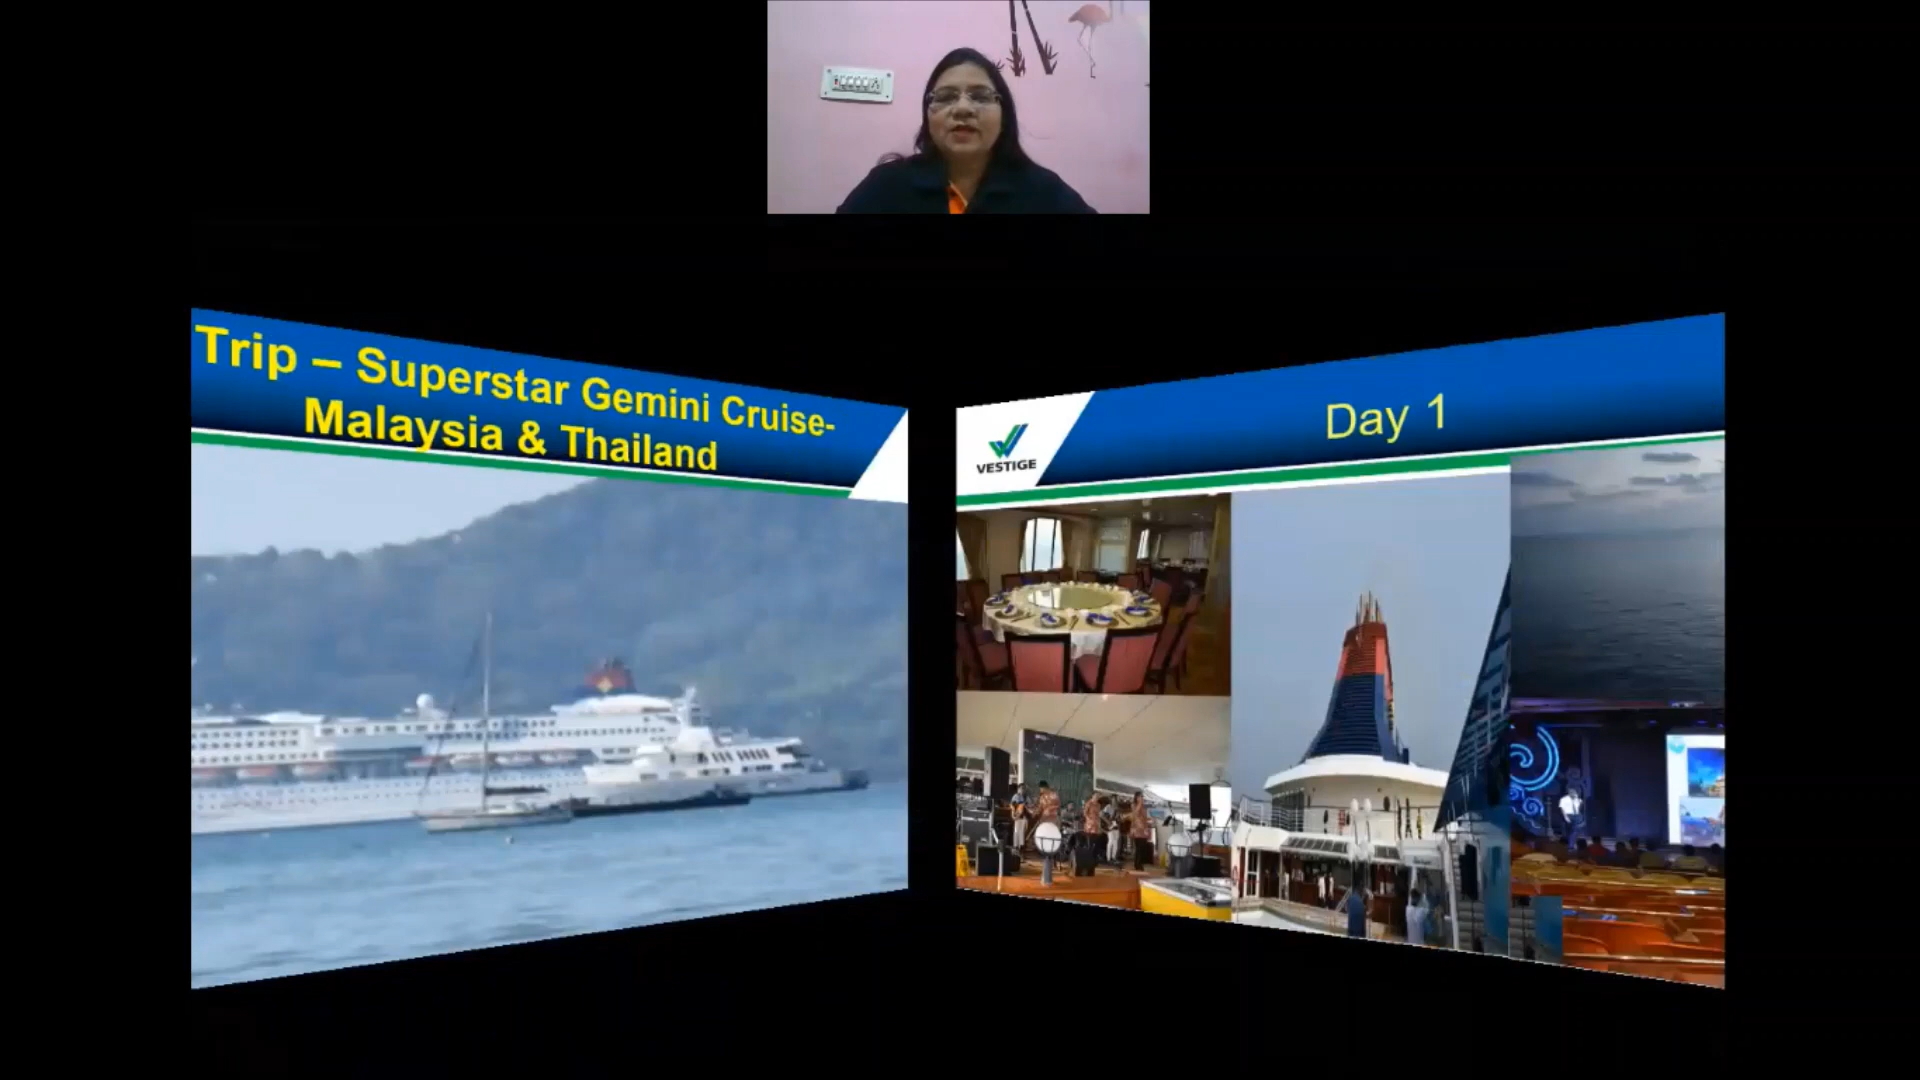 Trip – Superstar Gemini Cruise-
Malaysia & Thailand
VESTIGE
Day 1